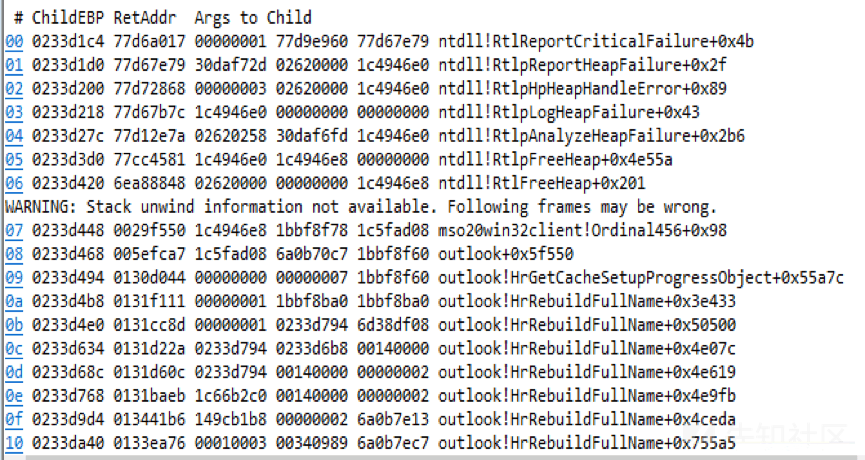 # ChildEBP RetAddr Args to Child
00 0233d1c4 77d6a017 00000001 77d9e960 77d67e79 ntdll!RtlReportCriticalFailure+0x4b
01 0233d1d0 77d67e79 30daf72d 02620000 1c4946e0 ntdll!RtlpReportHeapFailure+0x2f
02 0233d200 77d72868 00000003 02620000 1c4946e0 ntdll!RtlpHpHeapHandleError+0x89
03 0233d218 77d67b7c 1c4946e0 00000000 00000000 ntdll!RtlpLogHeapFailure+0x43
04 0233d27c 77d12e7a 02620258 30daf6fd 1c4946e0 ntdll!RtlpAnalyzeHeapFailure+0x2b6
05 0233d3d0 77cc4581 1c4946e0 1c4946e8 00000000 ntdll!RtlpFreeHeap+0x4e55a
06 0233d420 6ea88848 02620000 00000000 1c4946e8 ntdll!RtlFreeHeap+0x201
WARNING: Stack unwind information not available. Following frames may be wrong.
07 0233d448 0029f550 1c4946e8 1bbf8f78 1c5fad08 mso20win32client!Ordinal456+0x98
08 0233d468 005efca7 1c5fad08 6a0b70c7 1bbf8f60 outlook+0x5f550
09 0233d494 0130d044 00000000 00000007 1bbf8f60 outlook!HrGetCacheSetupProgressObject+0x55a7c
0a 0233d4b8 0131f111 00000001 1bbf8ba0 1bbf8ba0 outlook!HrRebuildFullName+0x3e433
0b 0233d4e0 0131cc8d 00000001 0233d794 6d38df08 outlook!HrRebuildFullName+0x50500
0c 0233d634 0131d22a 0233d794 0233d6b8 00140000 outlook!HrRebuildFullName+0x4e07c
0d 0233d68c 0131d60c 0233d794 00140000 00000002 outlook!HrRebuildFullName+0x4e619
0e 0233d768 0131baeb 1c66b2c0 00140000 00000002 outlook!HrRebuildFullName+0x4e9fb
0f 0233d9d4 013441b6 149cb1b8 00000002 6a0b7e13 outlook!HrRebuildFullName+0x4ceda
10 0233da40 0133ea76 00010003 00340989 6a0b7ec7 outlook!HrRebuildFullName+0x755a5